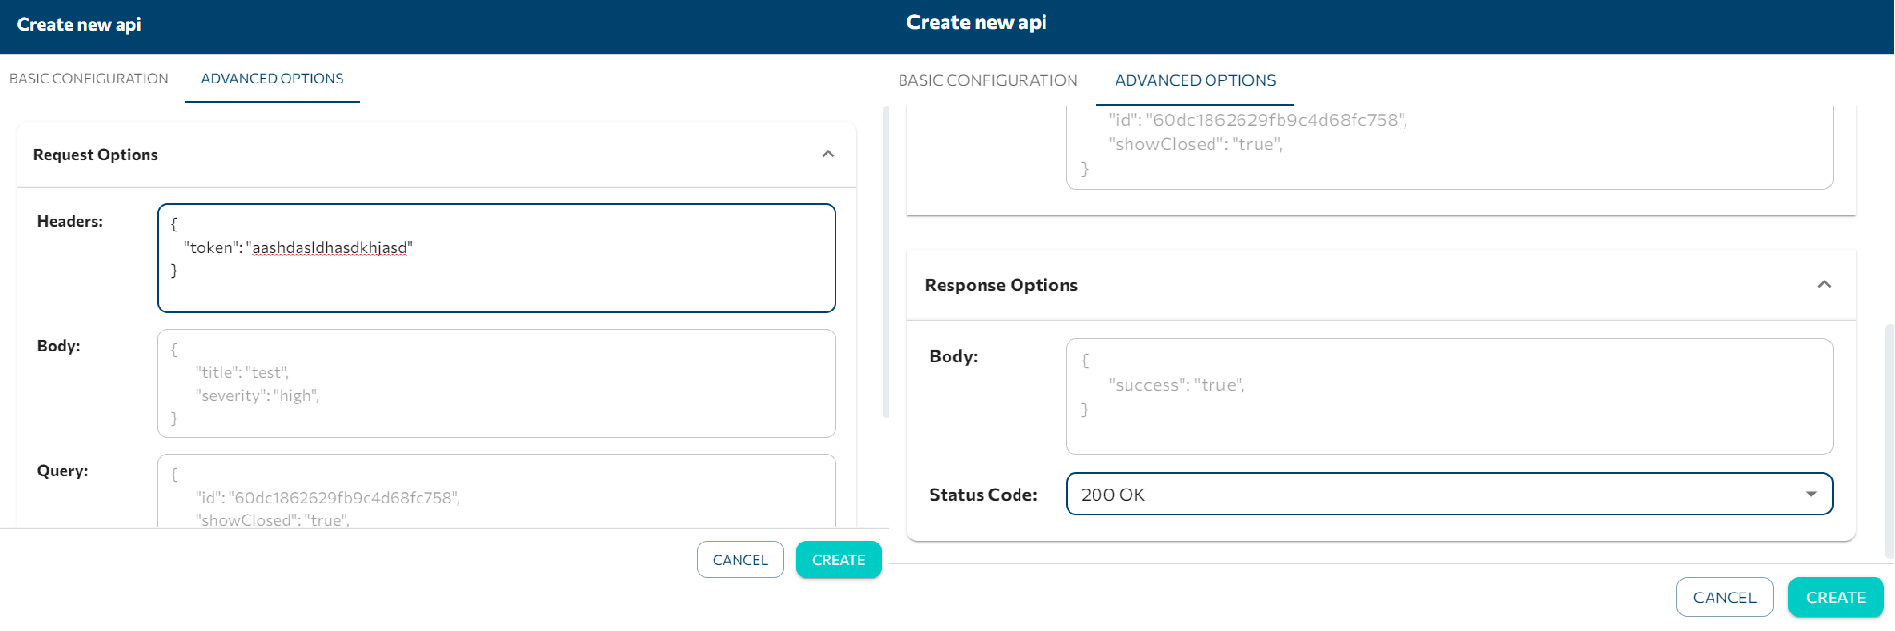 Create new api
BASIC CONFIGURATION
ADVANCED OPTIONS
Request Options
Headers:
{
"token": "aashdasldhasdkhjasd"
}
Body:
{
"title": "test",
"severity": "high",
}
Query:
{
"id": "60dc1862629fb9c4d68fc758",
"showClosed": "true",
CANCEL
CREATE
Create new api
BASIC CONFIGURATION
ADVANCED OPTIONS
"id": "60dc1862629fb9c4d68fc758",
"showClosed": "true",
}
Response Options
Body:
{
"success": "true",
}
Status Code:
200 OK
CANCEL
CREATE